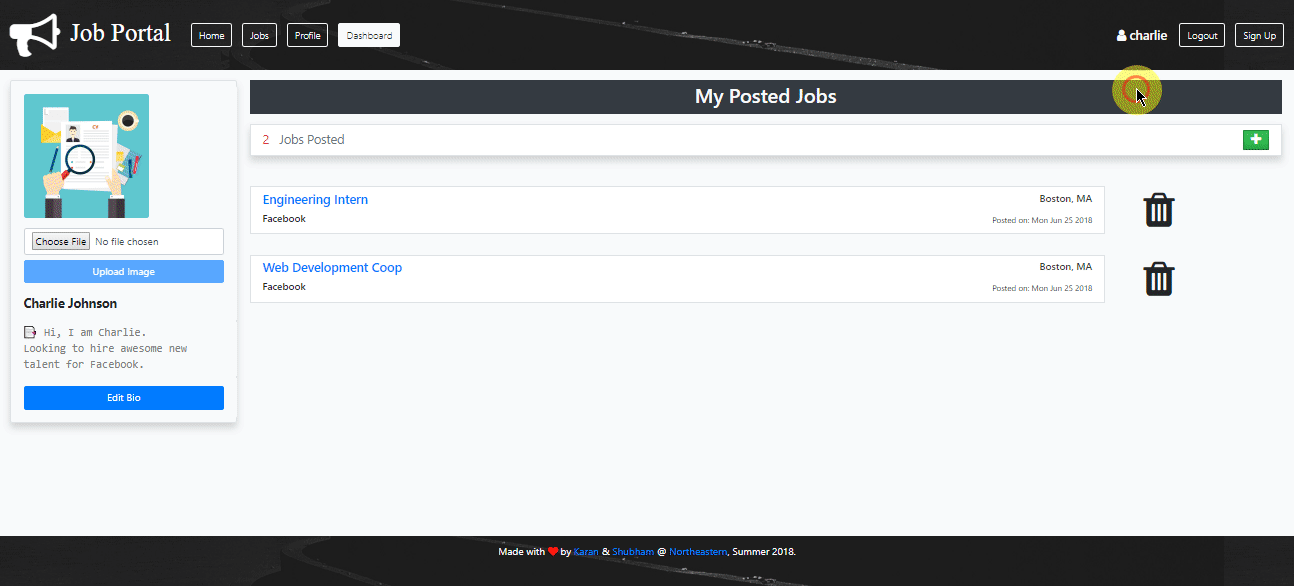 Job Portal
Home
Jobs
Profile
Dashboard
charlie
Logout
Sign Up
CV
Choose File No file chosen
Upload Image
Charlie Johnson
Hi, I am Charlie.
Looking to hire awesome new
talent for Facebook.
Edit Bio
My Posted Jobs
2 Jobs Posted
Engineering Intern
Boston, MA
Facebook
Posted on: Mon Jun 25 2018
Web Development Coop
Boston, MA
Facebook
Posted on: Mon Jun 25 2018
Made with ❤ by Karan & Shubham @ Northeastern, Summer 2018.